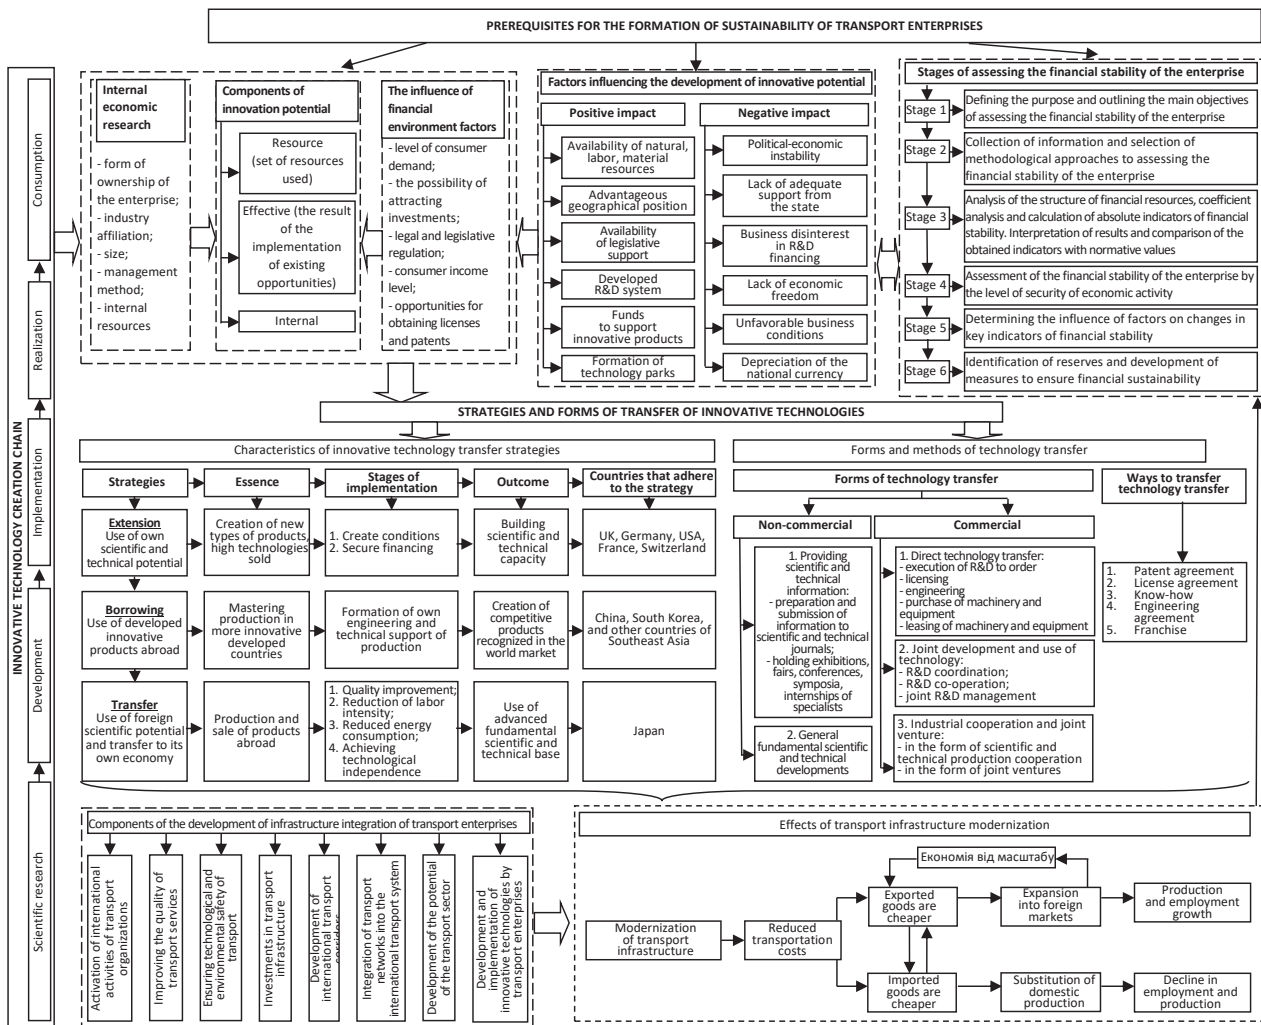 PREREQUISITES FOR THE FORMATION OF SUSTAINABILITY OF TRANSPORT ENTERPRISES
INNOVATIVE TECHNOLOGY CREATION CHAIN
Consumption
Realization
Implementation
Development
Scientific research
Internal
economic
research
- form of
ownership of
the enterprise;
- industry
affiliation;
- size;
- management
method;
- internal
resources
Components of
innovation potential
Resource
(set of resources
used)
Effective (the result
of the
implementation
of existing
opportunities)
Internal
The influence of
financial
environment factors
- level of consumer
demand;
- the possibility of
attracting
investments;
- legal and legislative
regulation;
- consumer income
level;
- opportunities for
obtaining licenses
and patents
Factors influencing the development of innovative potential
Positive impact
Availability of natural,
labor, material
resources
Advantageous
geographical position
Availability
of legislative
support
Developed
R&D system
Funds
to support
innovative products
Formation of
technology parks
Negative impact
Political-economic
instability
Lack of adequate
support from
the state
Business disinterest
in R&D
financing
Lack of economic
freedom
Unfavorable business
conditions
Depreciation of the
national currency
Stages of assessing the financial stability of the enterprise
Stage 1
Defining the purpose and outlining the main objectives
of assessing the financial stability of the enterprise
Stage 2
Collection of information and selection of
methodological approaches to assessing the
financial stability of the enterprise
Stage 3
Analysis of the structure of financial resources, coefficient
analysis and calculation of absolute indicators of financial
stability. Interpretation of results and comparison of the
obtained indicators with normative values
Stage 4
Assessment of the financial stability of the enterprise by
the level of security of economic activity
Stage 5
Determining the influence of factors on changes in
key indicators of financial stability
Stage 6
Identification of reserves and development of
measures to ensure financial sustainability
STRATEGIES AND FORMS OF TRANSFER OF INNOVATIVE TECHNOLOGIES
Characteristics of innovative technology transfer strategies
Strategies
Essence
Stages of
implementation
Outcome
Countries that adhere
to the strategy
Extension
Use of own
scientific and
technical potential
Creation of new
types of products,
high technologies
sold
1. Create conditions
2. Secure financing
Building
scientific and
technical
capacity
UK, Germany, USA,
France, Switzerland
Borrowing
Use of developed
innovative
products abroad
Mastering
production in
more innovative
developed
countries
Formation of own
engineering and
technical support of
production
Creation of
competitive
products
recognized in the
world market
China, South Korea,
and other countries of
Southeast Asia
Transfer
Use of foreign
scientific potential
and transfer to its
own economy
Production and
sale of products
abroad
1. Quality improvement;
2. Reduction of labor
intensity;
3. Reduced energy
consumption;
4. Achieving
technological
independence
Use of
advanced
fundamental
scientific and
technical base
Japan
Forms and methods of technology transfer
Forms of technology transfer
Non-commercial
1. Providing
scientific and
technical
information:
- preparation and
submission of
information to
scientific and technical
journals;
- holding exhibitions,
fairs, conferences,
symposia,
internships of
specialists
2. General
fundamental scientific
and technical
developments
Commercial
1. Direct technology transfer:
- execution of R&D to order
- licensing
- engineering
- purchase of machinery and
equipment
- leasing of machinery and equipment
2. Joint development and use of
technology:
- R&D coordination;
- R&D co-operation;
- joint R&D management
3. Industrial cooperation and joint
venture:
- in the form of scientific and
technical production cooperation
- in the form of joint ventures
Ways to transfer
technology transfer
1. Patent agreement
2. License agreement
3. Know-how
4. Engineering
agreement
5. Franchise
Components of the development of infrastructure integration of transport enterprises
Activation of international
activities of transport
organizations
Improving the quality of
transport services
Ensuring technological and
environmental safety of
transport
Investments in transport
infrastructure
Development of
international transport
corridors
Integration of transport
networks into the
international transport system
Development of the potential
of the transport sector
Development and
implementation of
innovative technologies by
transport enterprises
Effects of transport infrastructure modernization
Економія від масштабу
Modernization
of transport
infrastructure
Reduced
transportation
costs
Exported
goods are
cheaper
Expansion
into foreign
markets
Production
and employment
growth
Imported
goods are
cheaper
Substitution of
domestic
production
Decline in
employment and
production